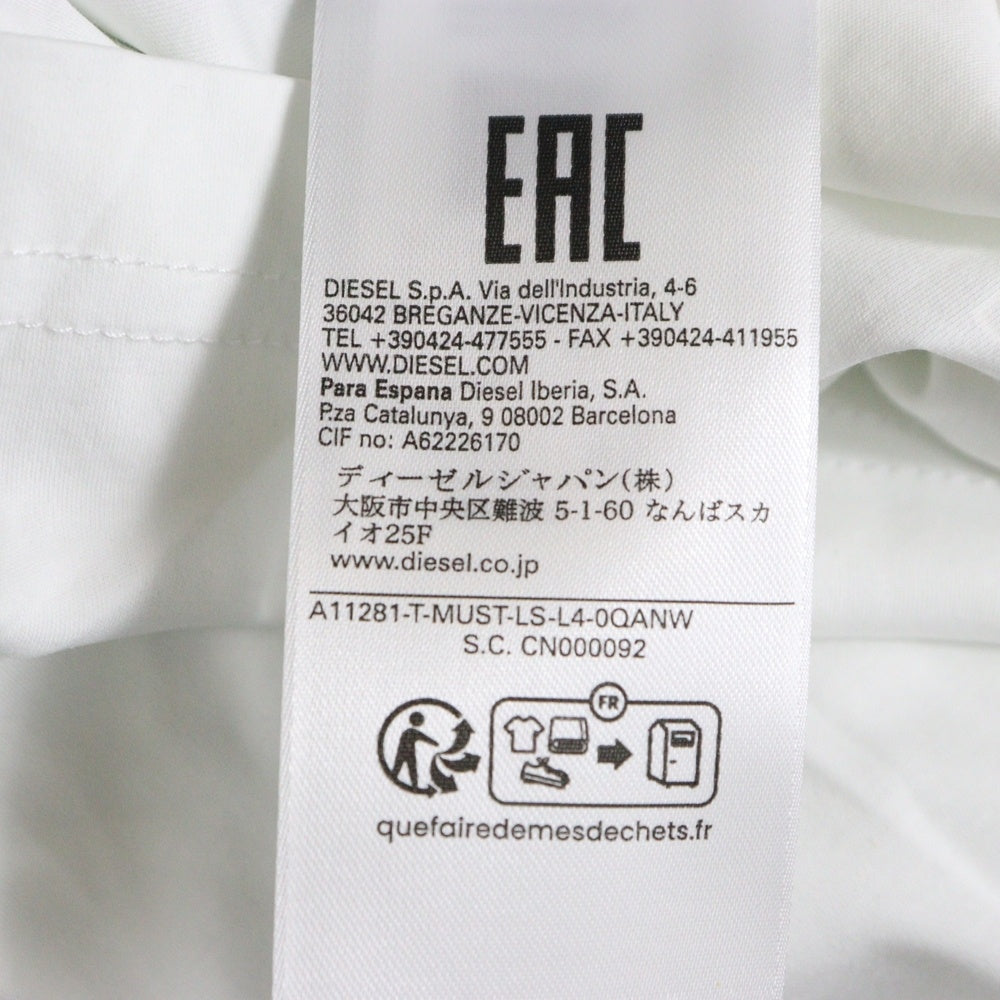 EAC
DIESEL S.p.A. Via dell'Industria, 4-6
36042 BREGANZE-VICENZA-ITALY
TEL +390424-477555 - FAX +390424-411955
WWW.DIESEL.COM
Para Espana Diesel Iberia, S.A.
P.za Catalunya, 9 08002 Barcelona
CIF no: A62226170
ディーゼルジャパン(株)
大阪市中央区難波 5-1-60 なんばスカ
イオ25F
www.diesel.co.jp
A11281-T-MUST-LS-L4-0QANW
S.C. CN000092
FR
quefairedemesdechets.fr